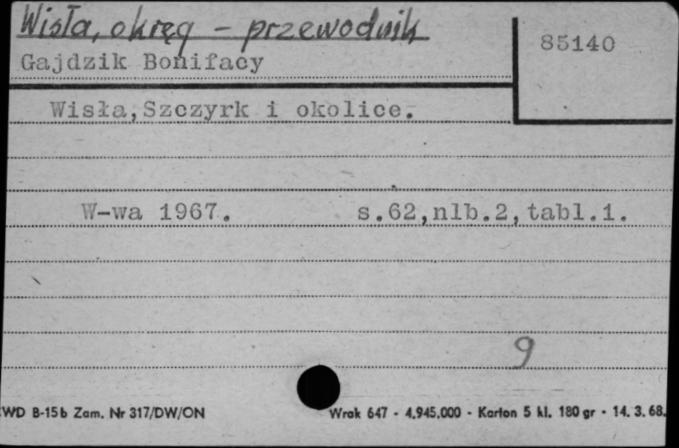 Wisła, okręg - przewodnik
85140
Gajdzik Bonifacy
Wisła,Szczyrk i okolice.
W-wa 1967. s.62,nlb.2,tabl.1.
9
WD B-15b Zam. Nr 317/DW/ON Wrak 647 - 4.945.000 - Karton 5 kl. 180 gr - 14. 3. 68.